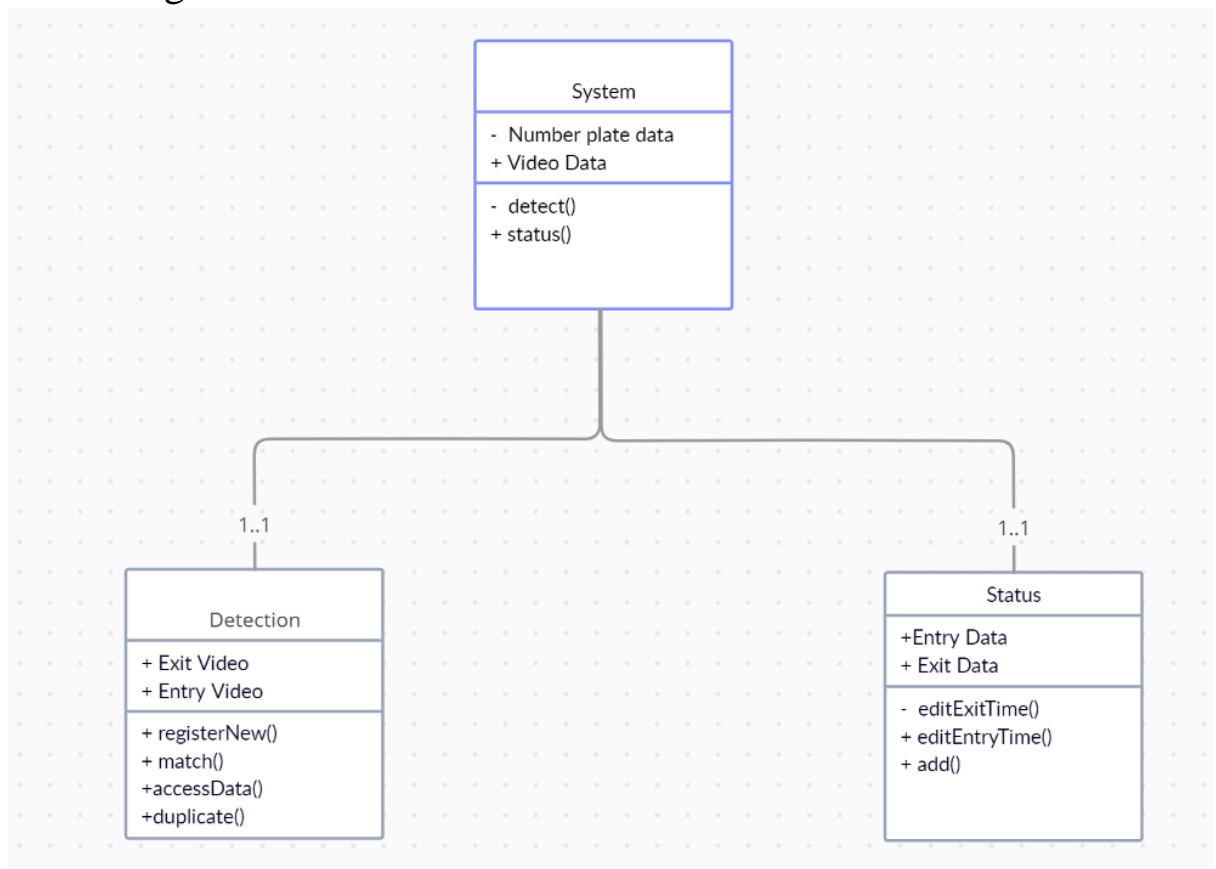 System
- Number plate data
+ Video Data
- detect()
+ status()
1..1
1..1
Detection
+ Exit Video
+ Entry Video
+ registerNew()
+ match()
+accessData()
+duplicate()
Status
+Entry Data
+ Exit Data
- editExitTime()
+ editEntryTime()
+ add()